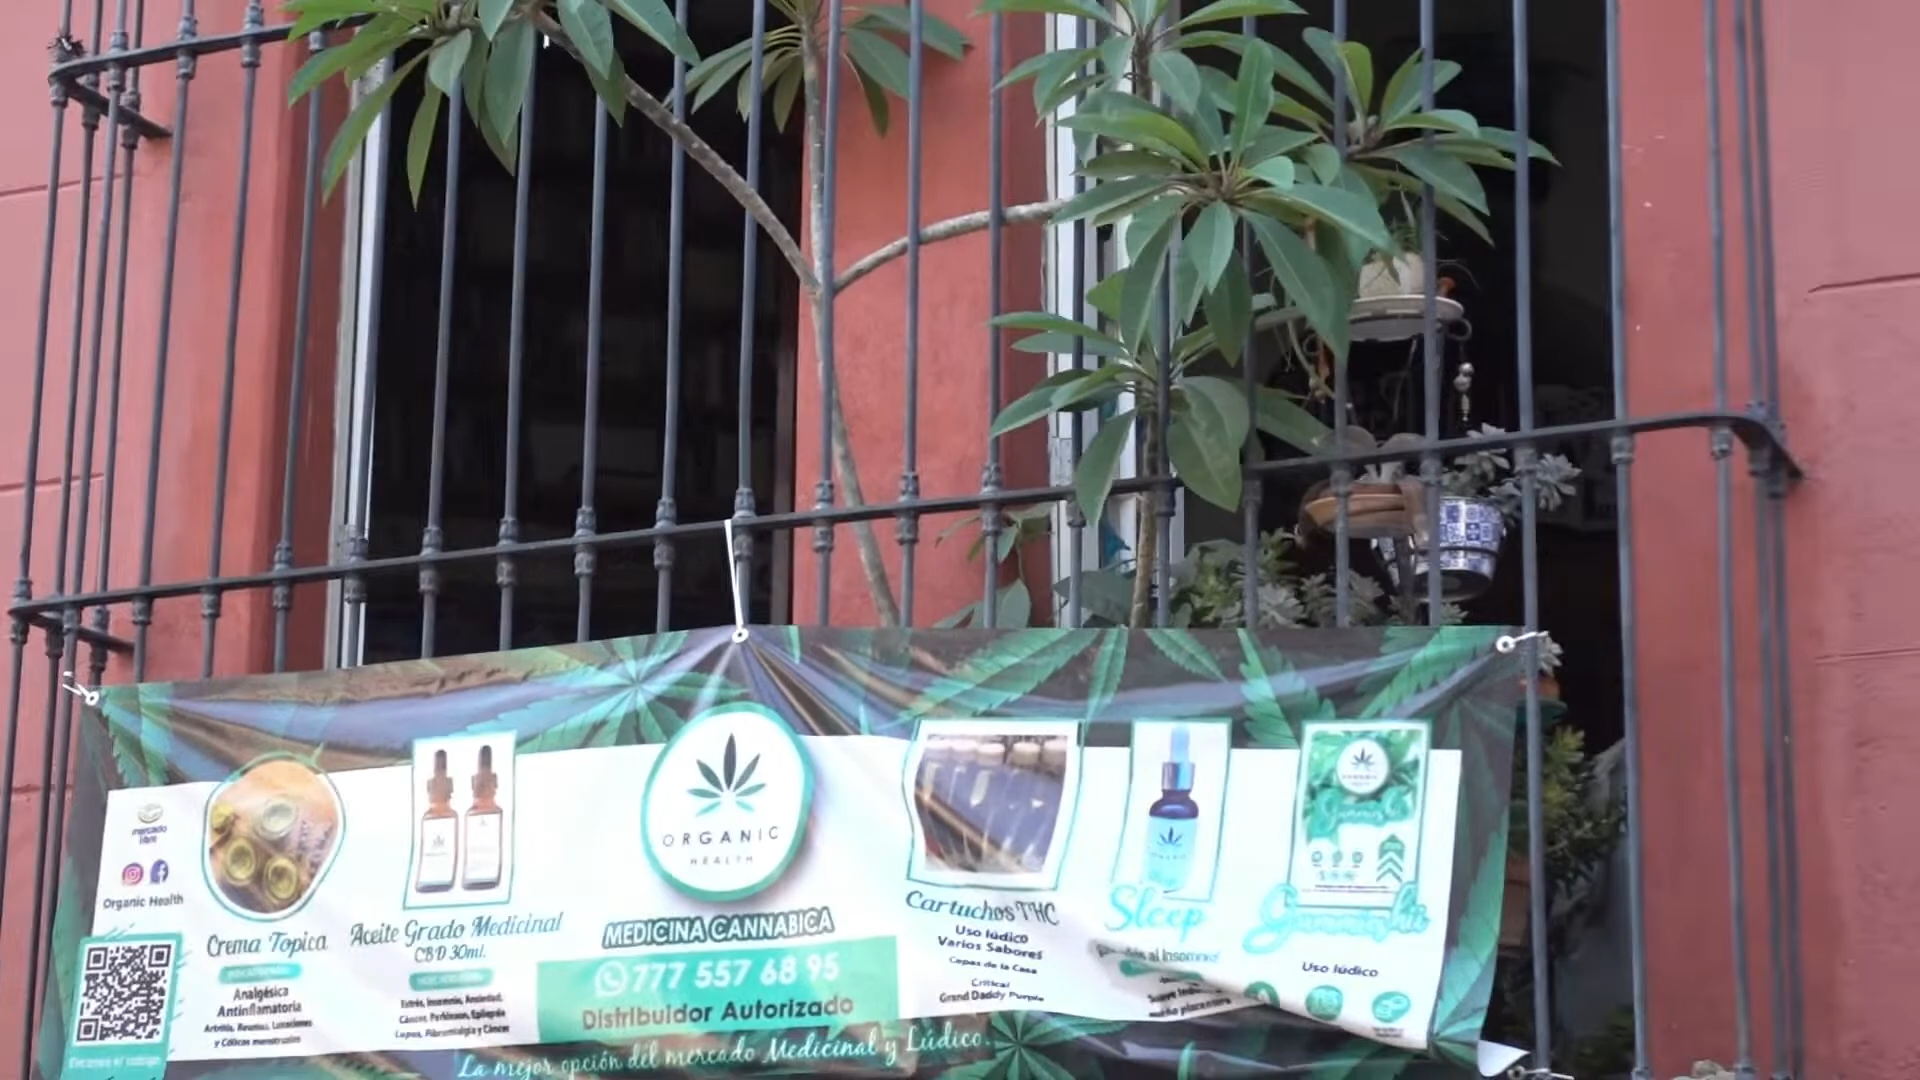 mercado
libre
Organic Health
Escanea el código
Crema Topica
Analgésica
Antiinflamatoria
Artritis, Reumas, Luxaciones
y Cólicos menstruales
Aceite Grado Medicinal
CBD 30ml.
Estrés, Insomnio, Ansiedad,
Cáncer, Parkinson, Epilepsia
Lupus, Fibromialgia y Cáncer
ORGANIC
HEALTH
MEDICINA CANNABICA
777 557 68 95
Distribuidor Autorizado
La mejor opción del mercado Medicinal y Lúdico.
Cartuchos THC
Uso lúdico
Varios Sabores
Cepas de la Casa
Critical
Grand Daddy Purple
Sleep
al Insomnio
Uso lúdico